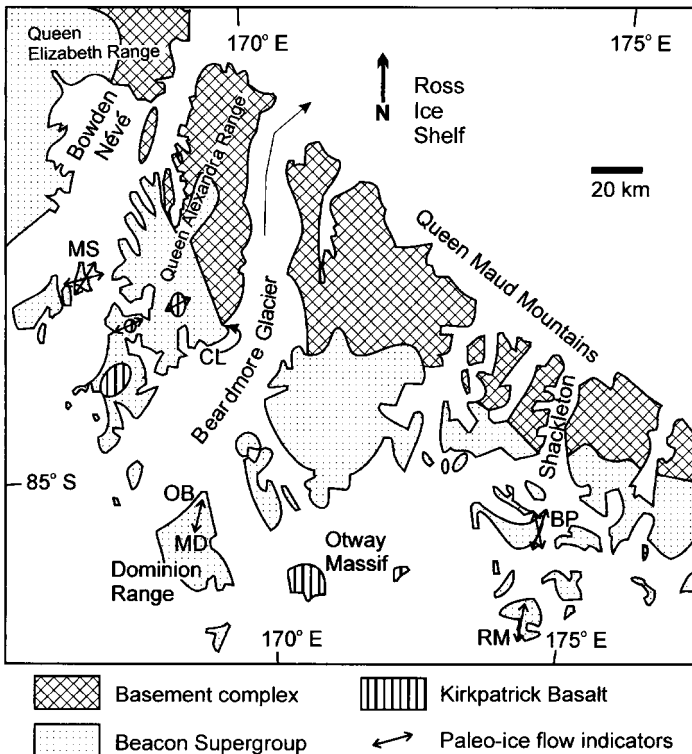 170° E
175° E
Queen
Elizabeth Range
Bowden
Névé
Queen Alexandra Range
N
Ross
Ice
Shelf
20 km
MS
Queen Maud Mountains
CL
Beardmore Glacier
Shackleton
85° S
OB
MD
Dominion
Range
Otway
Massif
BP
RM
170° E
175° E
Basement complex
Kirkpatrick Basalt
Beacon Supergroup
Paleo-ice flow indicators